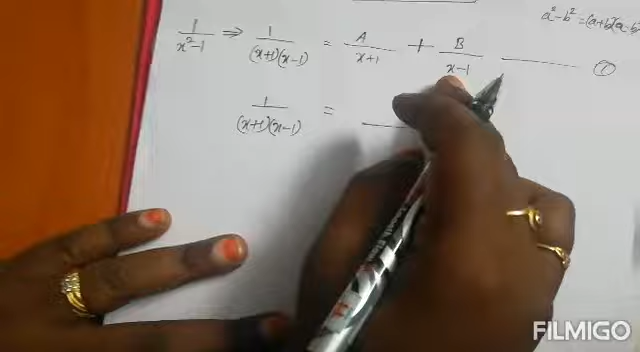 a²-b²=(a+b)(a-b)
1/(x²-1) ⇒ 1/((x+1)(x-1)) = A/(x+1) + B/(x-1) —— ①
1/((x+1)(x-1)) =
FILMIGO